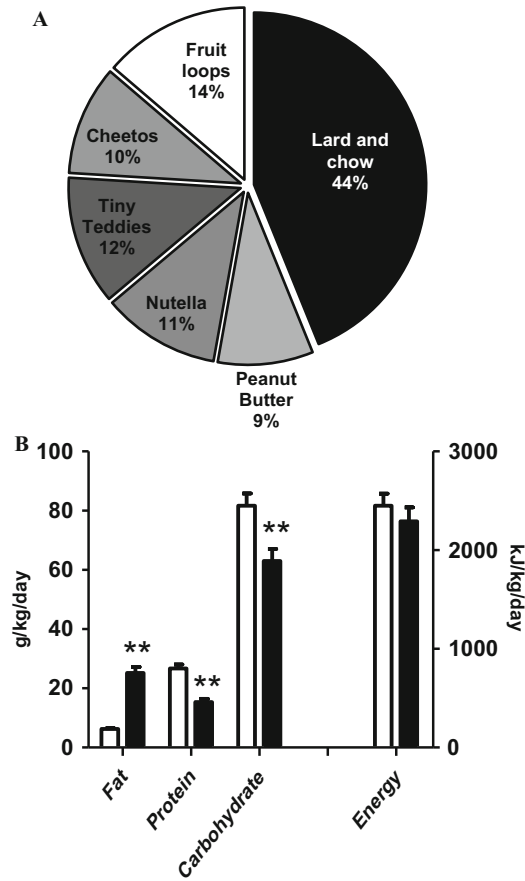 A
Fruit
loops
14%
Lard and
chow
44%
Cheetos
10%
Tiny
Teddies
12%
Nutella
11%
Peanut
Butter
9%
B
100
80
60
40
20
0
g/kg/day
3000
2000
1000
0
kJ/kg/day
**
**
**
Fat
Protein
Carbohydrate
Energy